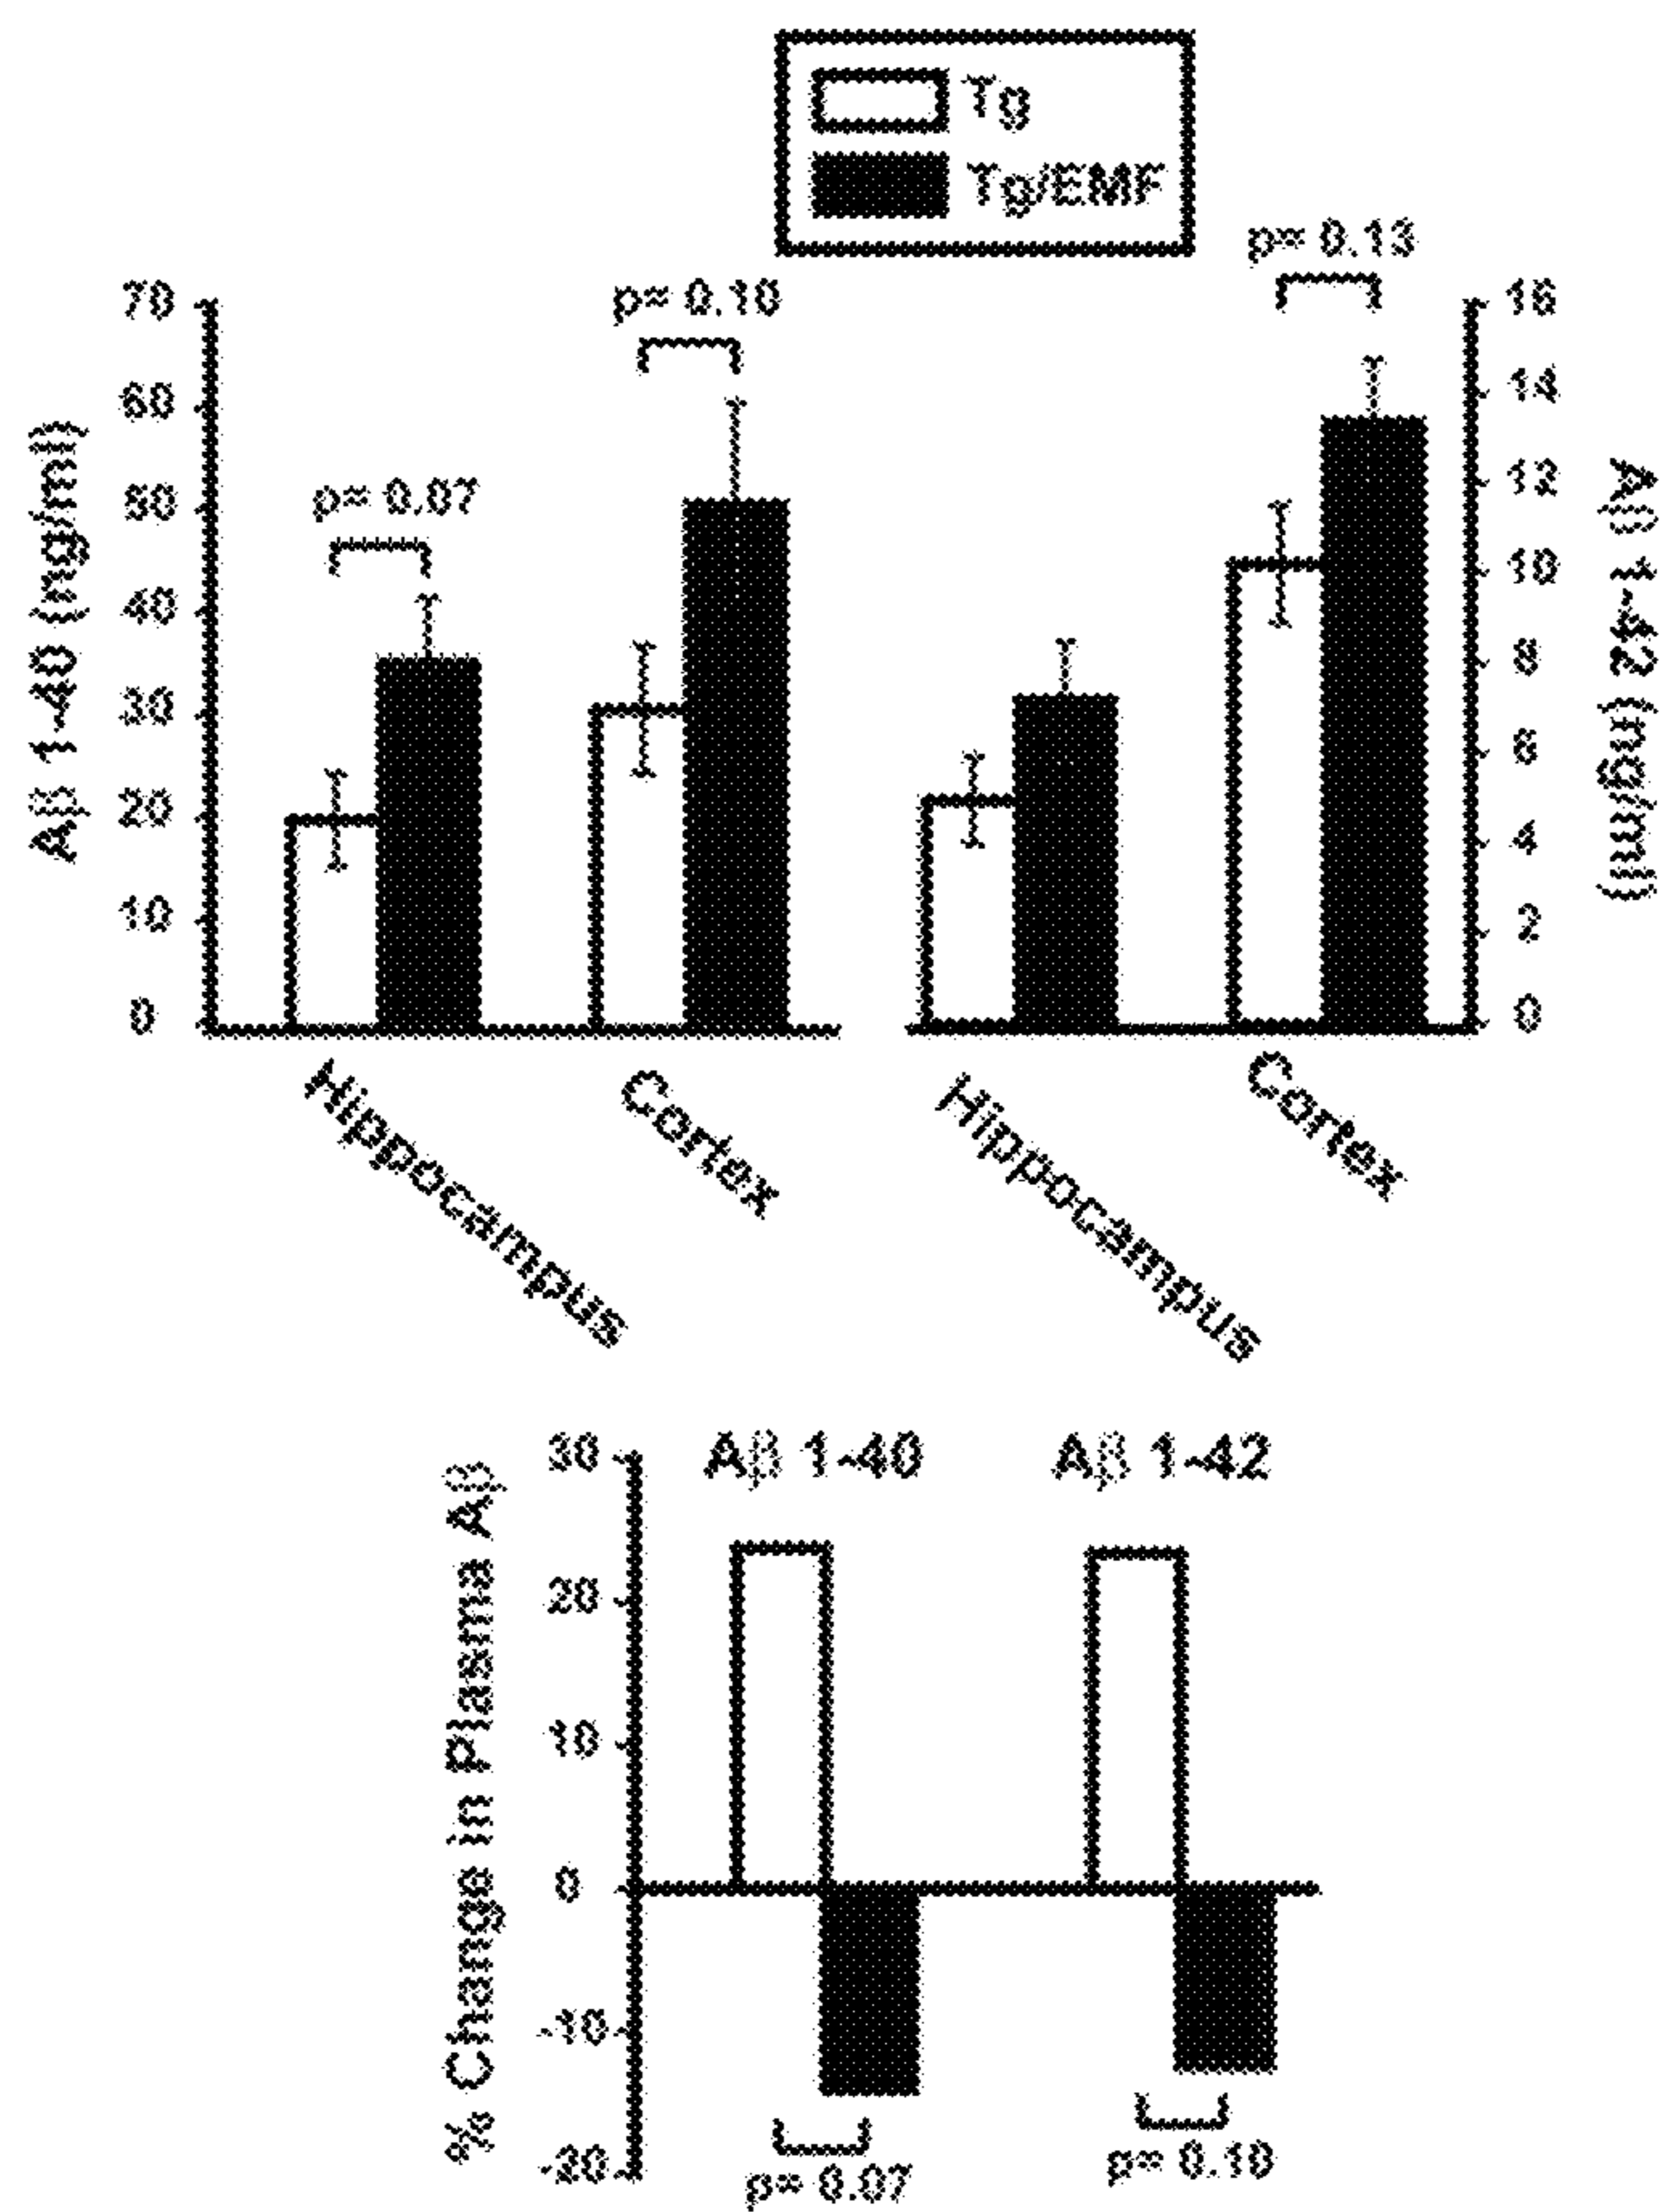 Tg
Tg/EMF
p= 0.13
p= 0.10
p= 0.07
70
60
50
40
30
20
10
0
Aβ 1-40 (ng/ml)
16
14
12
10
8
6
4
2
0
Aβ 1-42 (ng/ml)
Hippocampus
Cortex
Hippocampus
Cortex
Aβ 1-40
Aβ 1-42
30
20
10
0
-10
-20
% Change in Plasma Aβ
p= 0.07
p= 0.10